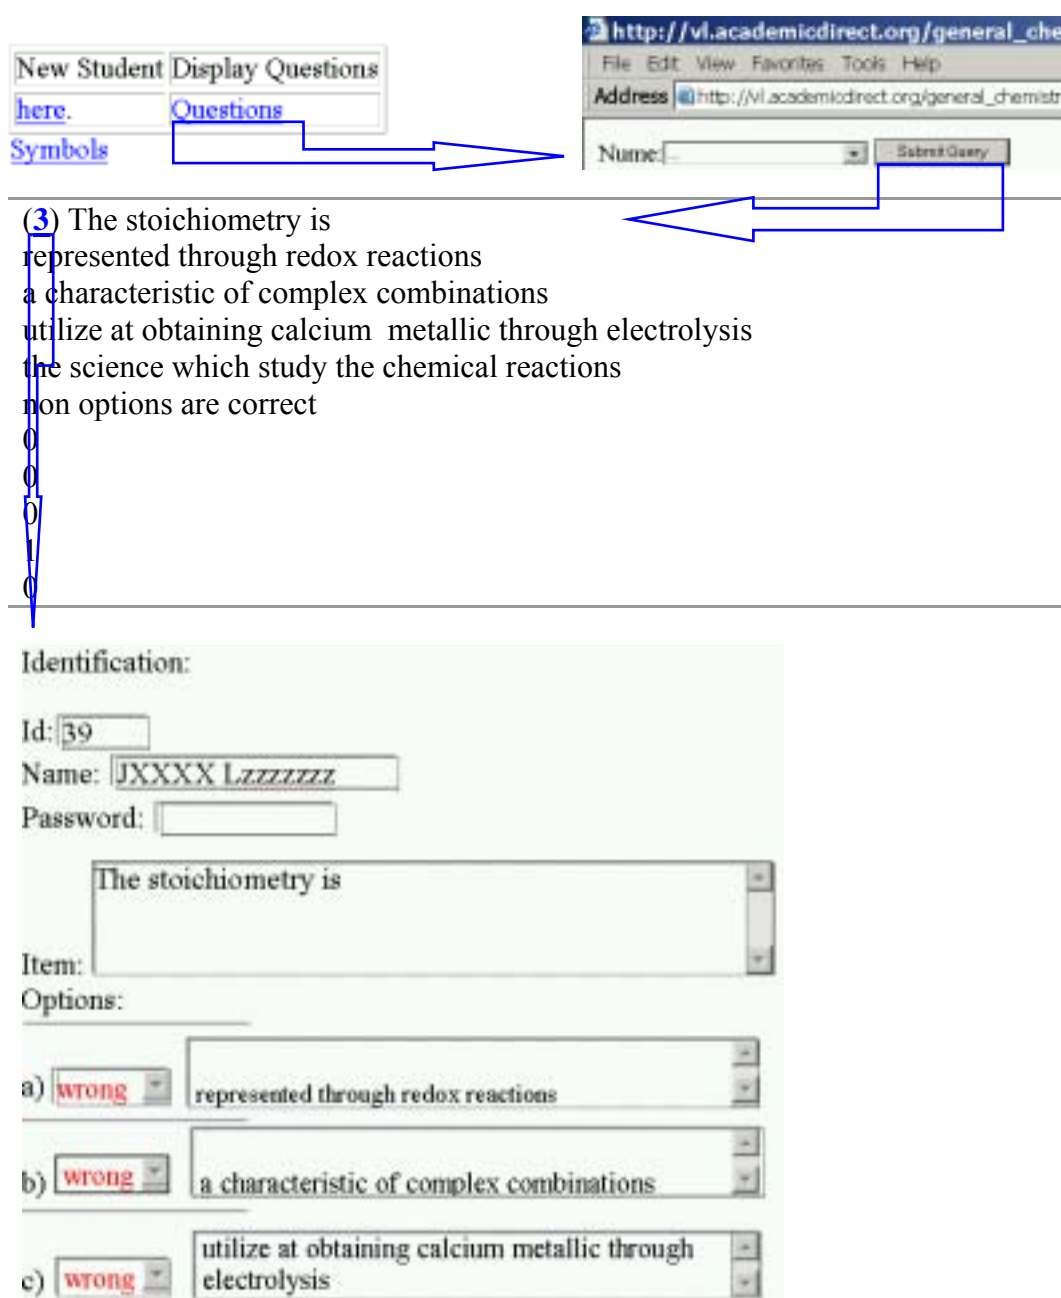 New Student Display Questions
here. Questions
Symbols
http://vl.academicdirect.org/general_che
File Edit View Favorites Tools Help
Address http://vl.academicdirect.org/general_chemistr
Nume: Submit Query
(3) The stoichiometry is
represented through redox reactions
a characteristic of complex combinations
utilize at obtaining calcium metallic through electrolysis
the science which study the chemical reactions
non options are correct
0
0
0
1
0
Identification:
Id: 39
Name: JXXXX Lzzzzzzz
Password:
The stoichiometry is
Item:
Options:
a) wrong represented through redox reactions
b) wrong a characteristic of complex combinations
utilize at obtaining calcium metallic through
c) wrong electrolysis